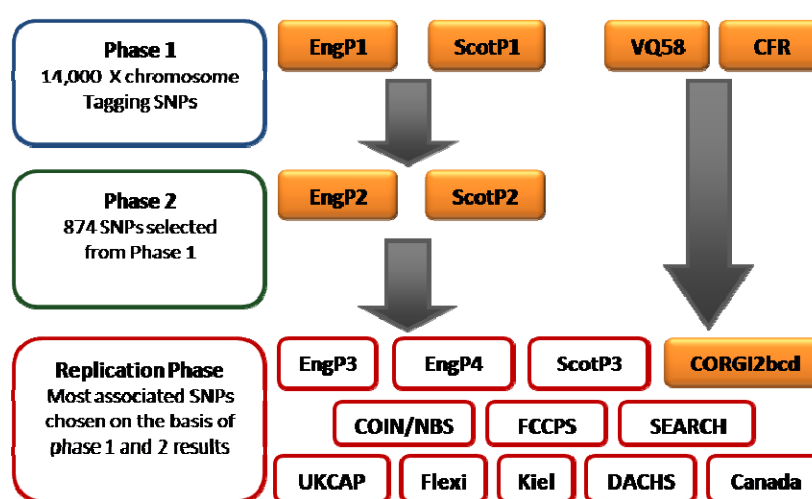 Phase 1
14,000 X chromosome
Tagging SNPs
EngP1
ScotP1
VQ58
CFR
Phase 2
874 SNPs selected
from Phase 1
EngP2
ScotP2
Replication Phase
Most associated SNPs
chosen on the basis of
phase 1 and 2 results
EngP3
EngP4
ScotP3
CORGI2bcd
COIN/NBS
FCCPS
SEARCH
UKCAP
Flexi
Kiel
DACHS
Canada